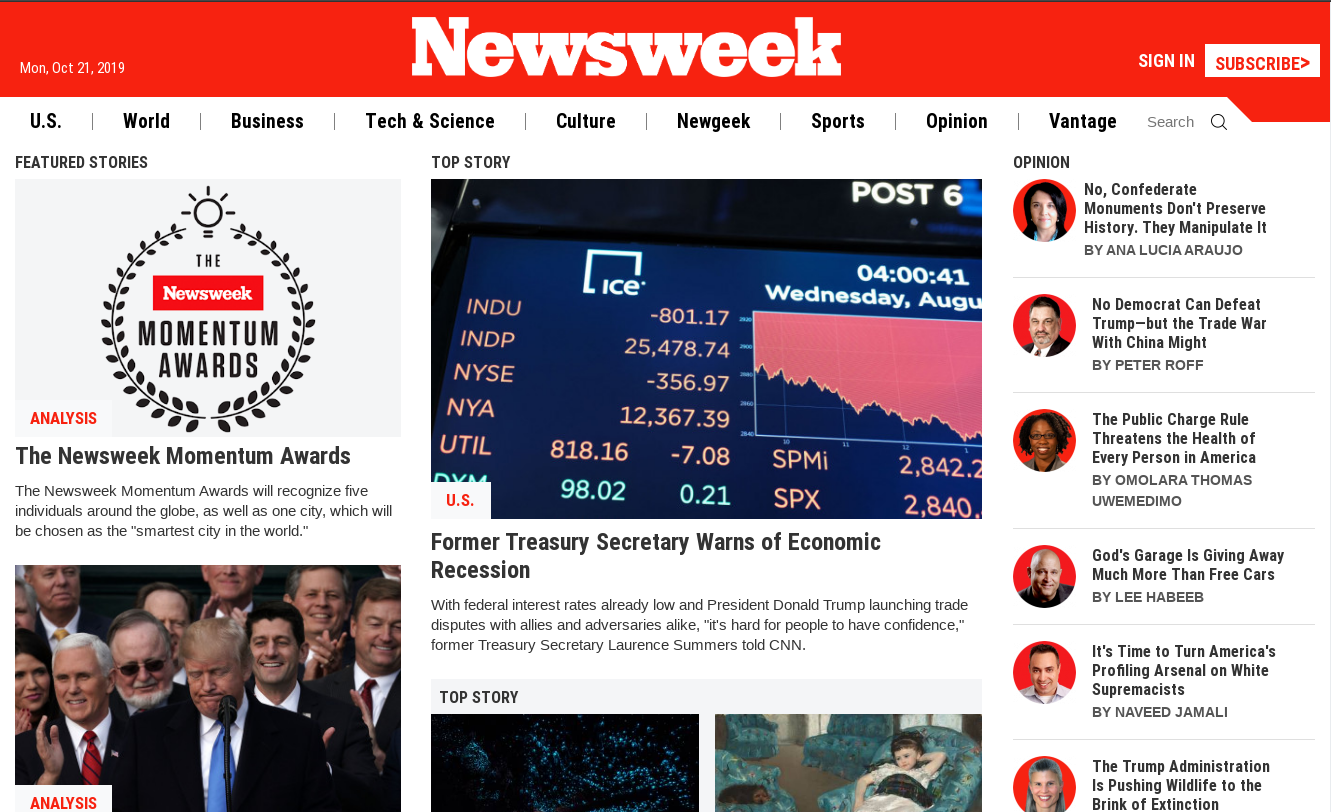 Newsweek
Mon, Oct 21, 2019
SIGN IN
SUBSCRIBE>
U.S.
World
Business
Tech & Science
Culture
Newgeek
Sports
Opinion
Vantage
Search
FEATURED STORIES
THE
Newsweek
MOMENTUM
AWARDS
ANALYSIS
The Newsweek Momentum Awards
The Newsweek Momentum Awards will recognize five
individuals around the globe, as well as one city, which will
be chosen as the "smartest city in the world."
ANALYSIS
TOP STORY
POST 6
ICE
04:00:41
Wednesday, Augu
INDU -801.17
INDP 25,478.74
NYSE -356.97
NYA 12,367.39
UTIL 818.16 -7.08
DXM 98.02 0.21
SPMi 2,842.2
SPX 2,840.
2920
2900
2880
2860
2840
10
11
12
1
U.S.
Former Treasury Secretary Warns of Economic
Recession
With federal interest rates already low and President Donald Trump launching trade
disputes with allies and adversaries alike, "it's hard for people to have confidence,"
former Treasury Secretary Laurence Summers told CNN.
TOP STORY
OPINION
No, Confederate
Monuments Don't Preserve
History. They Manipulate It
BY ANA LUCIA ARAUJO
No Democrat Can Defeat
Trump—but the Trade War
With China Might
BY PETER ROFF
The Public Charge Rule
Threatens the Health of
Every Person in America
BY OMOLARA THOMAS
UWEMEDIMO
God's Garage Is Giving Away
Much More Than Free Cars
BY LEE HABEEB
It's Time to Turn America's
Profiling Arsenal on White
Supremacists
BY NAVEED JAMALI
The Trump Administration
Is Pushing Wildlife to the
Brink of Extinction